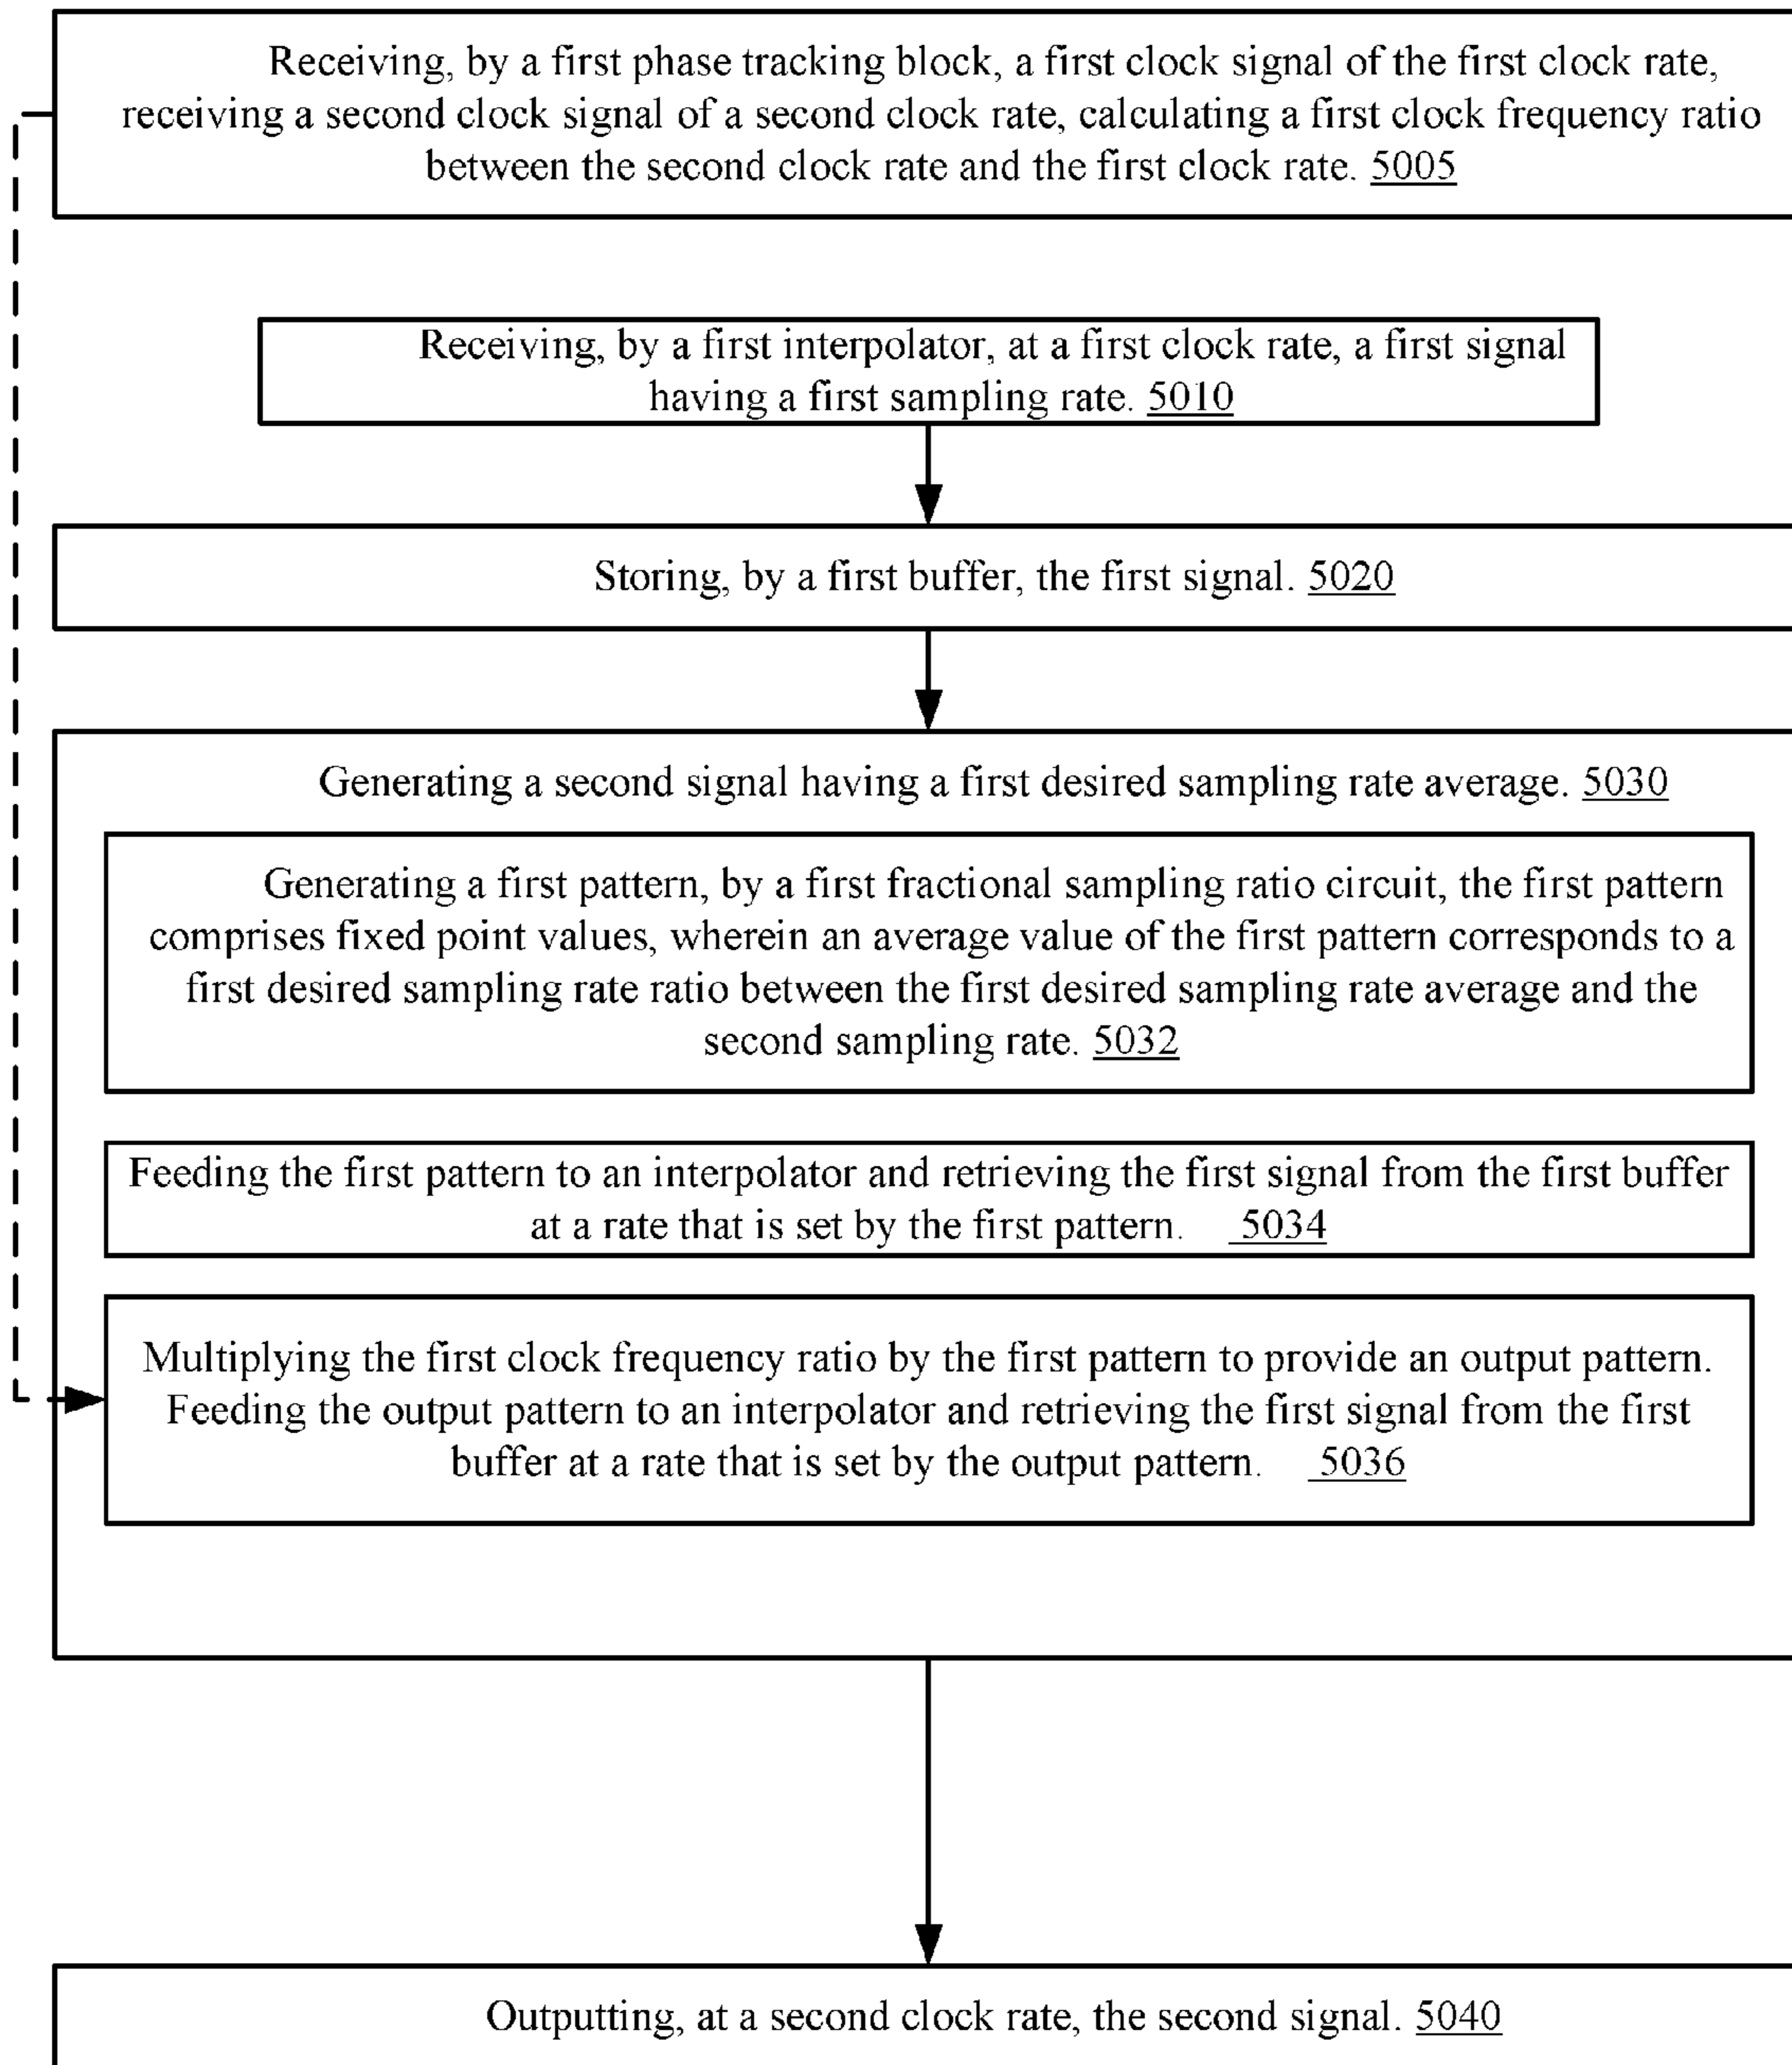 Receiving, by a first phase tracking block, a first clock signal of the first clock rate,
receiving a second clock signal of a second clock rate, calculating a first clock frequency ratio
between the second clock rate and the first clock rate. 5005
Receiving, by a first interpolator, at a first clock rate, a first signal
having a first sampling rate. 5010
Storing, by a first buffer, the first signal. 5020
Generating a second signal having a first desired sampling rate average. 5030
Generating a first pattern, by a first fractional sampling ratio circuit, the first pattern
comprises fixed point values, wherein an average value of the first pattern corresponds to a
first desired sampling rate ratio between the first desired sampling rate average and the
second sampling rate. 5032
Feeding the first pattern to an interpolator and retrieving the first signal from the first buffer
at a rate that is set by the first pattern. 5034
Multiplying the first clock frequency ratio by the first pattern to provide an output pattern.
Feeding the output pattern to an interpolator and retrieving the first signal from the first
buffer at a rate that is set by the output pattern. 5036
Outputting, at a second clock rate, the second signal. 5040